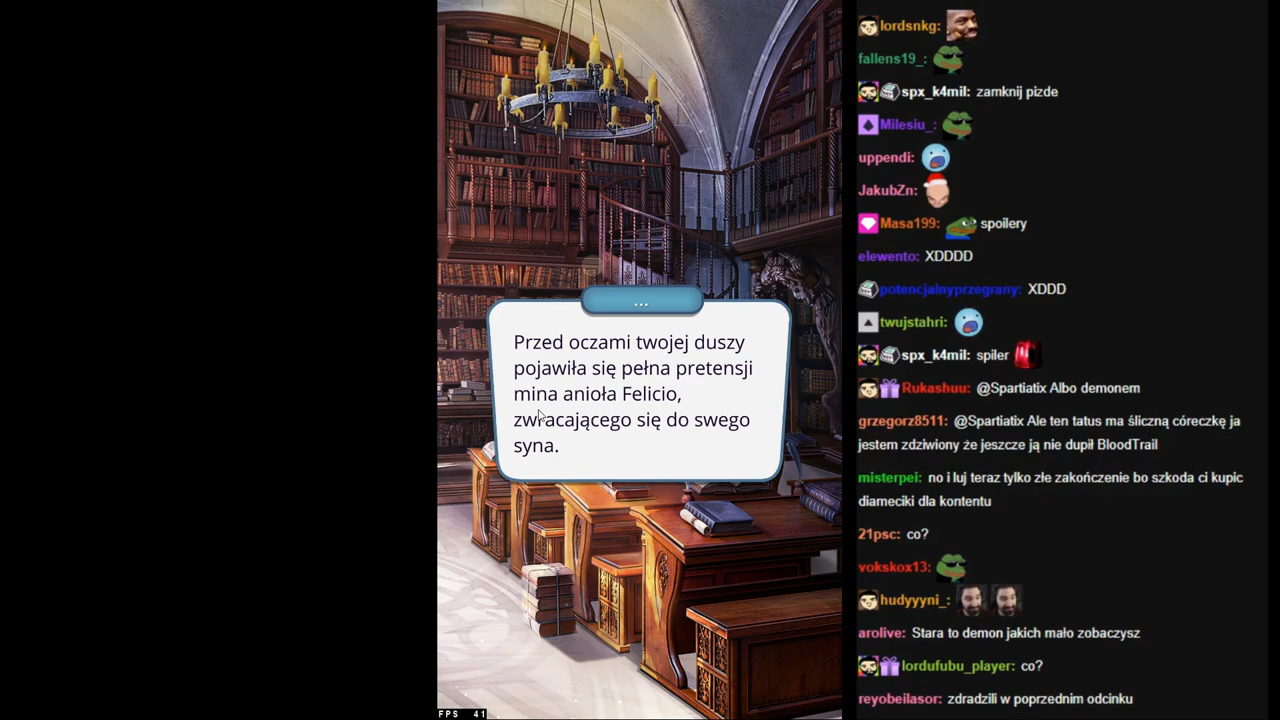 ...
Przed oczami twojej duszy
pojawiła się pełna pretensji
mina anioła Felicio,
zwracającego się do swego
syna.
FPS 41
lordsnkg:
fallens19_:
spx_k4mil: zamknij pizde
Milesiu_:
uppendi:
JakubZn:
Masa199: spoilery
elewento: XDDDD
potencjalnyprzegrany: XDDD
twujstahri:
spx_k4mil: spiler
Rukashuu: @Spartiatix Albo demonem
grzegorz8511: @Spartiatix Ale ten tatus ma śliczną córeczkę ja
jestem zdziwiony że jeszcze ją nie dupił BloodTrail
misterpei: no i luj teraz tylko złe zakończenie bo szkoda ci kupic
diameciki dla kontentu
21psc: co?
vokskox13:
hudyyyni_:
arolive: Stara to demon jakich mało zobaczysz
lordufubu_player: co?
reyobeilasor: zdradzili w poprzednim odcinku